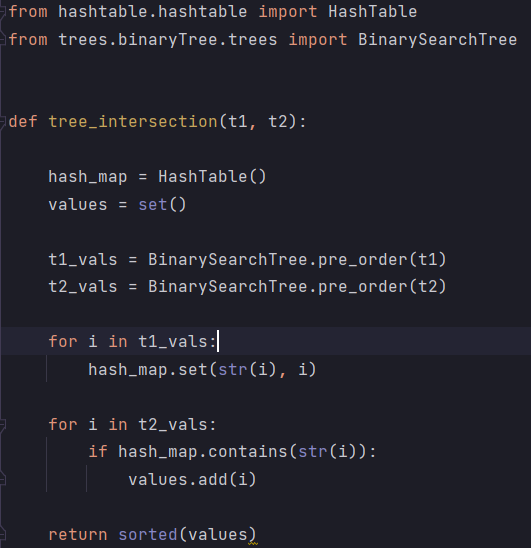 from hashtable.hashtable import HashTable
from trees.binaryTree.trees import BinarySearchTree
def tree_intersection(t1, t2):
    hash_map = HashTable()
    values = set()
    t1_vals = BinarySearchTree.pre_order(t1)
    t2_vals = BinarySearchTree.pre_order(t2)
    for i in t1_vals:
        hash_map.set(str(i), i)
    for i in t2_vals:
        if hash_map.contains(str(i)):
            values.add(i)
    return sorted(values)